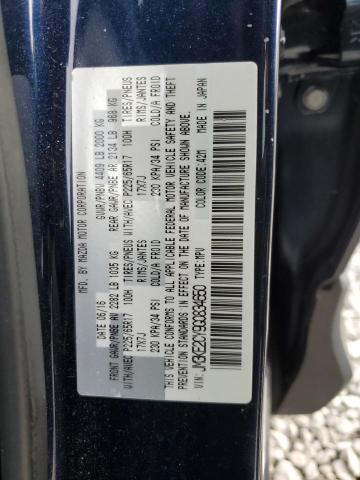 MFD. BY MAZDA MOTOR CORPORATION
06/16 GVWR/PNBV 4409 LB 2000 KG
FRONT GAWR/PNBE AV 2282 LB 1035 KG REAR GAWR/PNBE AR 2134 LB 968 KG
WITH/AVEC P225/65R17 100H TIRES/PNEUS WITH/AVEC P225/65R17 100H TIRES/PNEUS
17X7J RIMS/JANTES 17X7J RIMS/JANTES
230 KPA/34 PSI COLD/A FROID 230 KPA/34 PSI COLD/A FROID
THIS VEHICLE CONFORMS TO ALL APPLICABLE FEDERAL MOTOR VEHICLE SAFETY, BUMPER,
AND THEFT PREVENTION STANDARDS IN EFFECT ON THE DATE OF MANUFACTURE SHOWN ABOVE.
VIN: JM3KE2CY9G0834650 TYPE:MPV COLOR CODE/42M MADE IN JAPAN